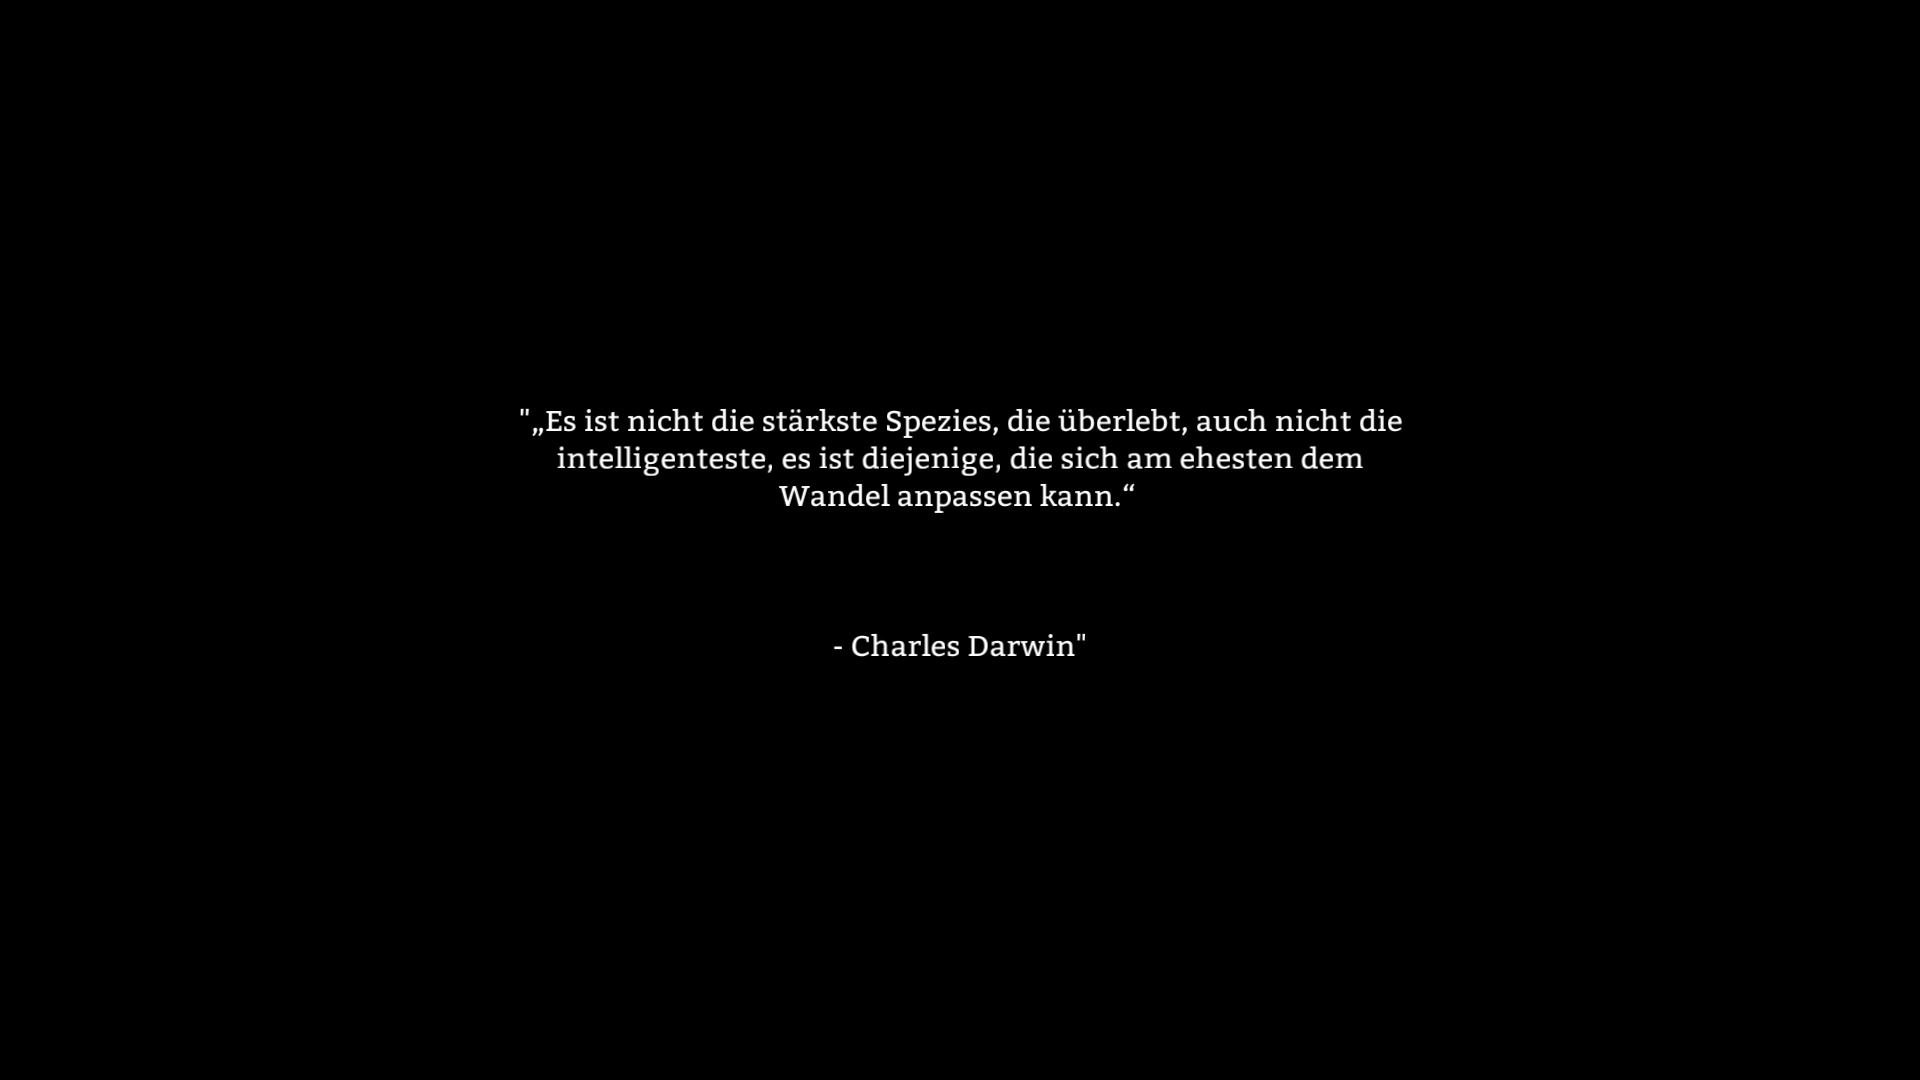 "„Es ist nicht die stärkste Spezies, die überlebt, auch nicht die
intelligenteste, es ist diejenige, die sich am ehesten dem
Wandel anpassen kann.“
- Charles Darwin"